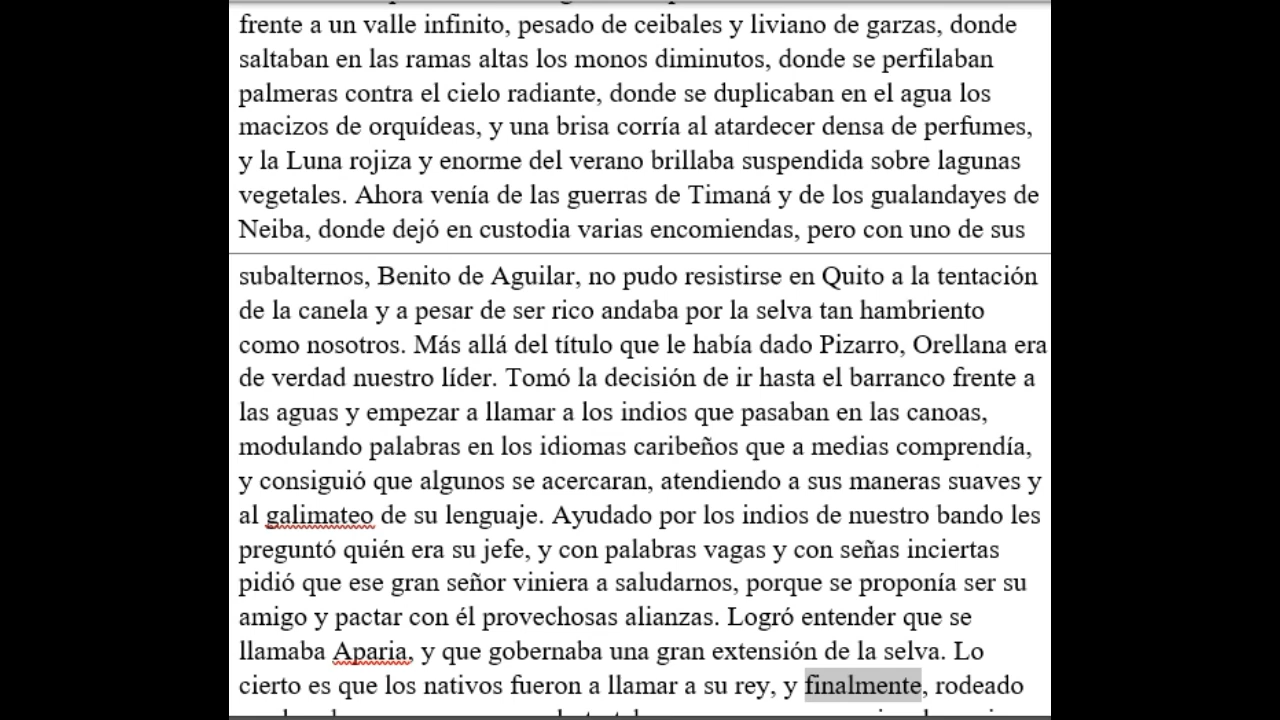 frente a un valle infinito, pesado de ceibales y liviano de garzas, donde
saltaban en las ramas altas los monos diminutos, donde se perfilaban
palmeras contra el cielo radiante, donde se duplicaban en el agua los
macizos de orquídeas, y una brisa corría al atardecer densa de perfumes,
y la Luna rojiza y enorme del verano brillaba suspendida sobre lagunas
vegetales. Ahora venía de las guerras de Timaná y de los gualandayes de
Neiba, donde dejó en custodia varias encomiendas, pero con uno de sus
subalternos, Benito de Aguilar, no pudo resistirse en Quito a la tentación
de la canela y a pesar de ser rico andaba por la selva tan hambriento
como nosotros. Más allá del título que le había dado Pizarro, Orellana era
de verdad nuestro líder. Tomó la decisión de ir hasta el barranco frente a
las aguas y empezar a llamar a los indios que pasaban en las canoas,
modulando palabras en los idiomas caribeños que a medias comprendía,
y consiguió que algunos se acercaran, atendiendo a sus maneras suaves y
al galimateo de su lenguaje. Ayudado por los indios de nuestro bando les
preguntó quién era su jefe, y con palabras vagas y con señas inciertas
pidió que ese gran señor viniera a saludarnos, porque se proponía ser su
amigo y pactar con él provechosas alianzas. Logró entender que se
llamaba Aparia, y que gobernaba una gran extensión de la selva. Lo
cierto es que los nativos fueron a llamar a su rey, y finalmente, rodeado